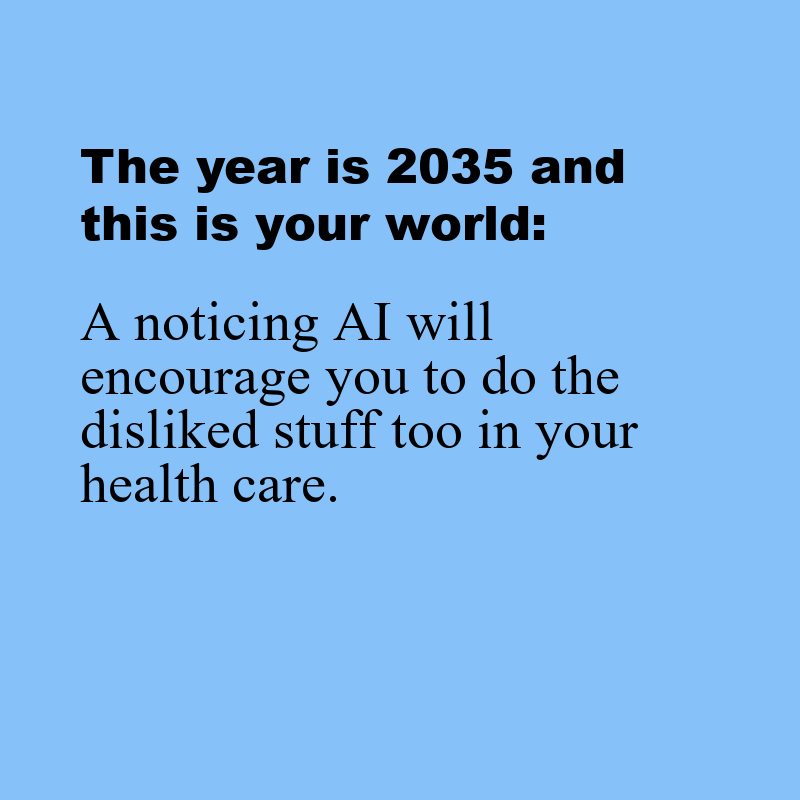 The year is 2035 and
this is your world:
A noticing AI will
encourage you to do the
disliked stuff too in your
health care.